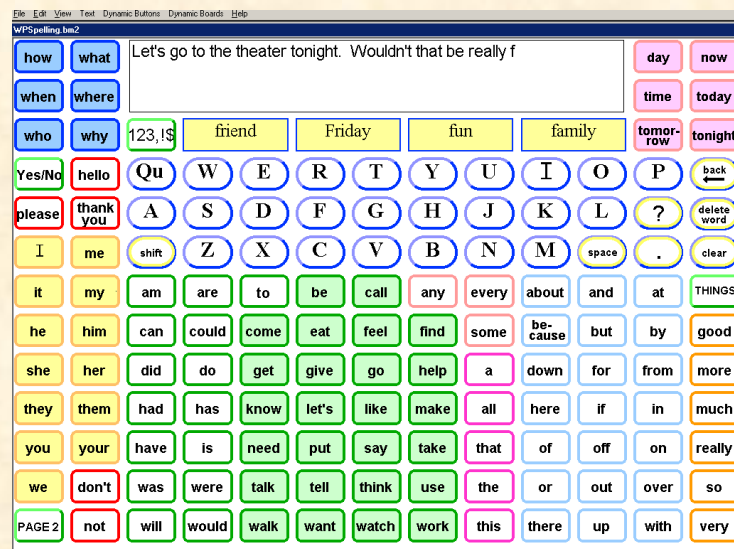 File Edit View Text Dynamic Buttons Dynamic Boards Help
WPSpelling.bm2
how what Let's go to the theater tonight. Wouldn't that be really f day now
when where time today
who why 123,!$ friend Friday fun family tomor-row tonight
Yes/No hello Qu W E R T Y U I O P back
please thank you A S D F G H J K L ? delete word
I me shift Z X C V B N M space . clear
it my am are to be call any every about and at THINGS
he him can could come eat feel find some be-cause but by good
she her did do get give go help a down for from more
they them had has know let's like make all here if in much
you your have is need put say take that of off on really
we don't was were talk tell think use the or out over so
PAGE 2 not will would walk want watch work this there up with very